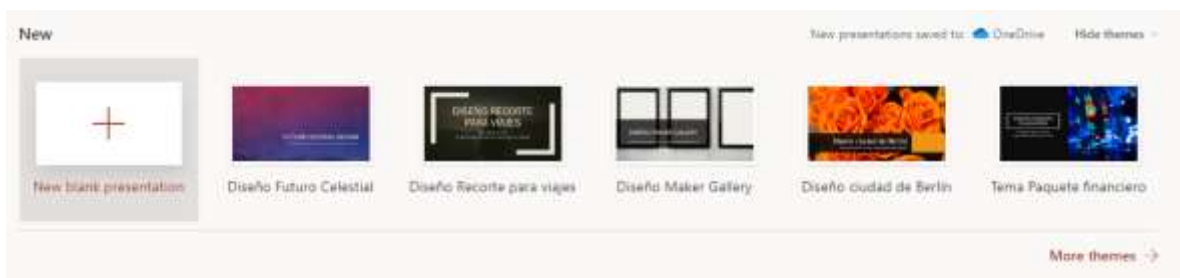 New
New presentations saved to: OneDrive
Hide themes
DISEÑO RECORTE
PARA VIAJES
New blank presentation
Diseño Futuro Celestial
Diseño Recorte para viajes
Diseño Maker Gallery
Diseño ciudad de Berlín
Tema Paquete financiero
More themes